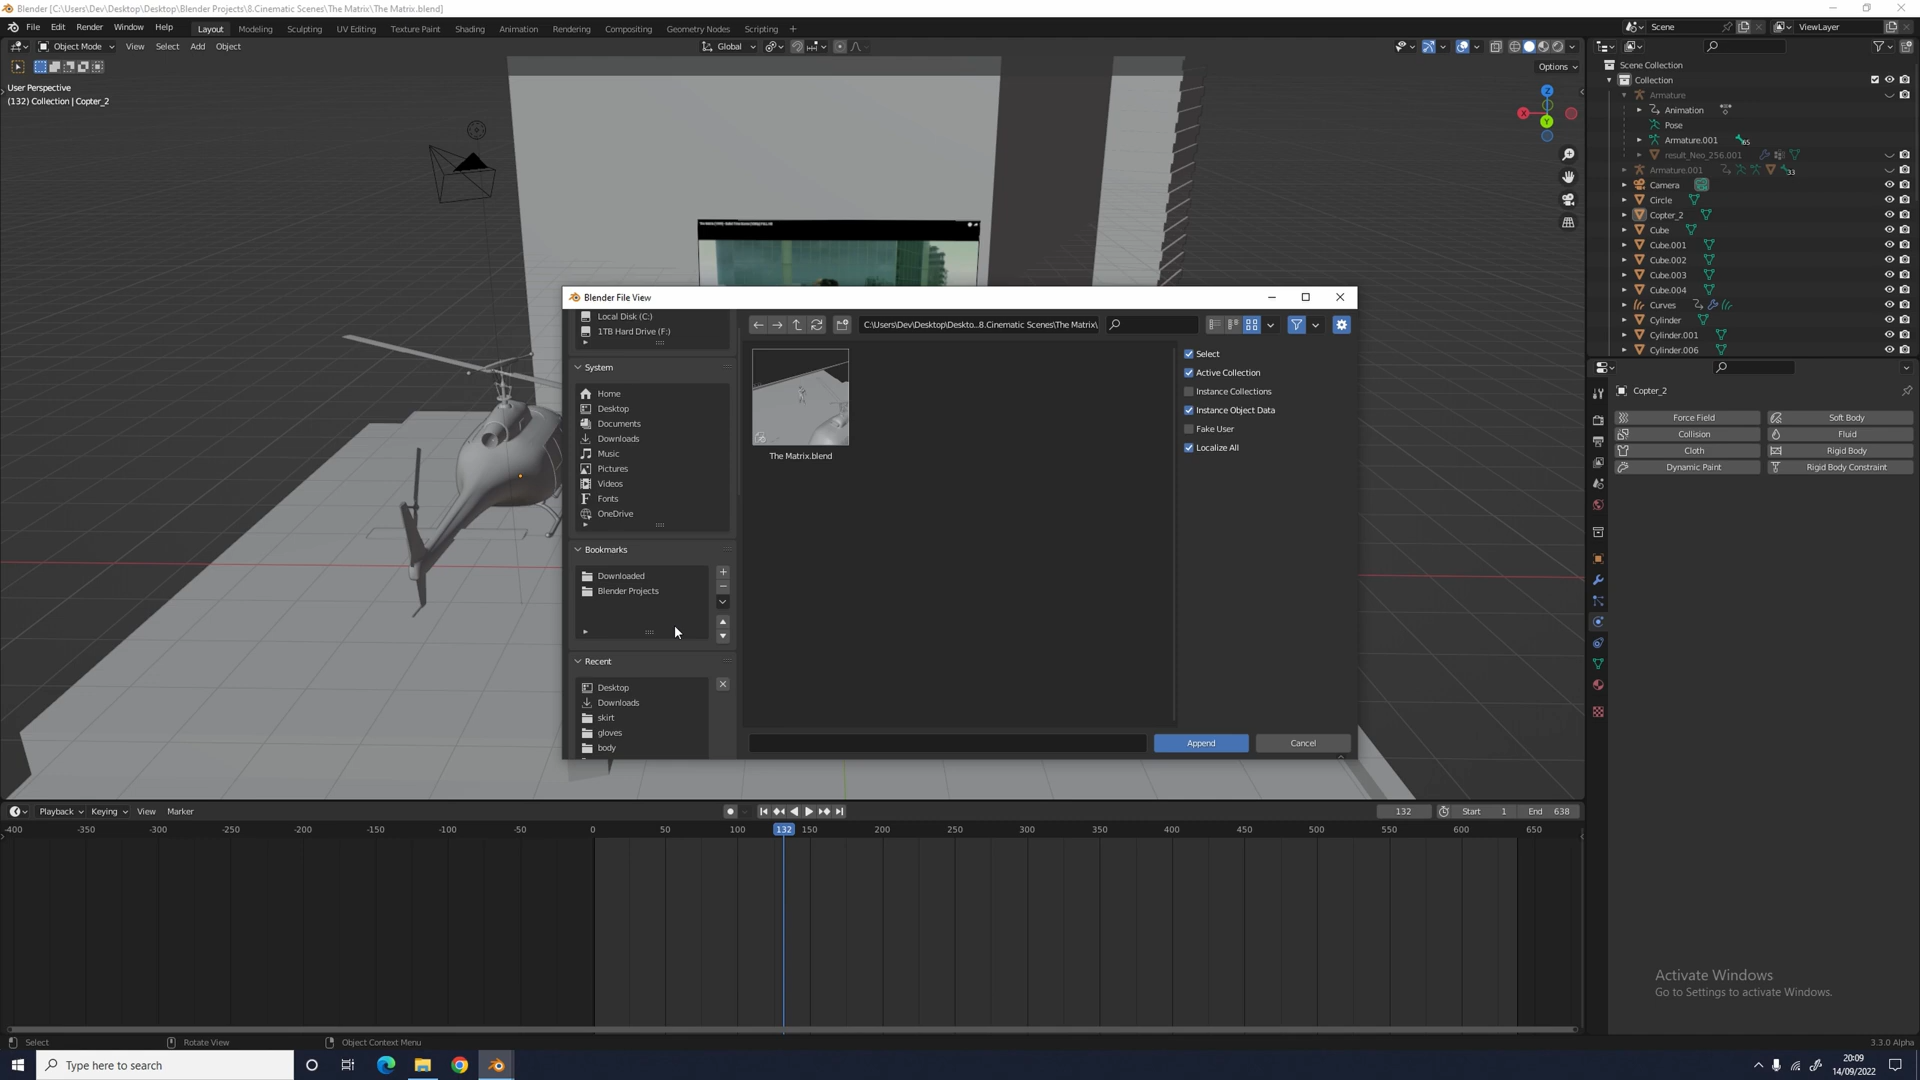 Blender [C:\Users\Dev\Desktop\Desktop\Blender Projects\8.Cinematic Scenes\The Matrix\The Matrix.blend]
File Edit Render Window Help Layout Modeling Sculpting UV Editing Texture Paint Shading Animation Rendering Compositing Geometry Nodes Scripting + Scene ViewLayer
Object Mode View Select Add Object Global
Options
User Perspective
(132) Collection | Copter_2
Z
X
Y
Scene Collection
Collection
Armature
Animation
Pose
Armature.001 65
result_Neo_256.001
Armature.001 33
Camera
Circle
Copter_2
Cube
Cube.001
Cube.002
Cube.003
Cube.004
Curves
Cylinder
Cylinder.001
Cylinder.006
Copter_2
Force Field Soft Body
Collision Fluid
Cloth Rigid Body
Dynamic Paint Rigid Body Constraint
Blender File View
Local Disk (C:)
1TB Hard Drive (F:)
C:\Users\Dev\Desktop\Deskto...8.Cinematic Scenes\The Matrix\
System
Home
Desktop
Documents
Downloads
Music
Pictures
Videos
Fonts
OneDrive
Bookmarks
Downloaded
Blender Projects
Recent
Desktop
Downloads
skirt
gloves
body
The Matrix.blend
Select
Active Collection
Instance Collections
Instance Object Data
Fake User
Localize All
Append Cancel
Playback Keying View Marker 132 Start 1 End 638
-400 -350 -300 -250 -200 -150 -100 -50 0 50 100 132 150 200 250 300 350 400 450 500 550 600 650
Activate Windows
Go to Settings to activate Windows.
Select Rotate View Object Context Menu 3.3.0 Alpha
Type here to search
20:09
14/09/2022